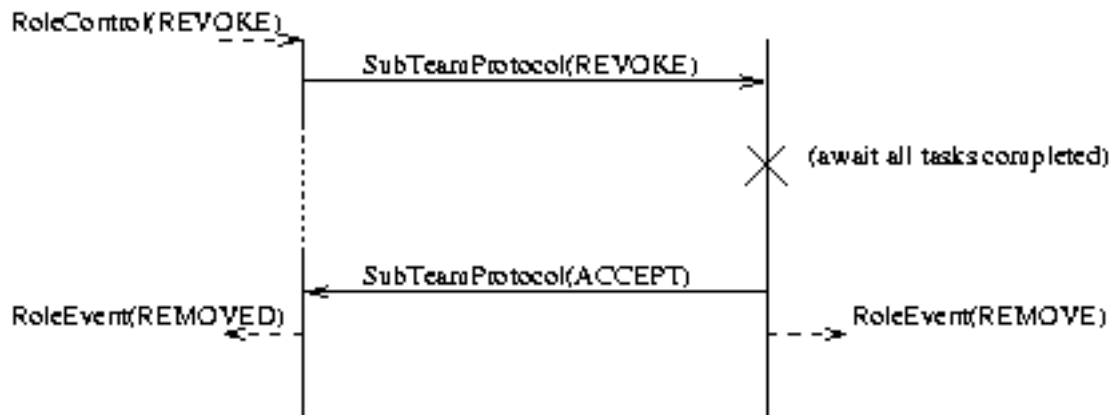 RoleControl(REVOKE)
SubTeamProtocol(REVOKE)
(await all tasks completed)
SubTeamProtocol(ACCEPT)
RoleEvent(REMOVED)
RoleEvent(REMOVE)